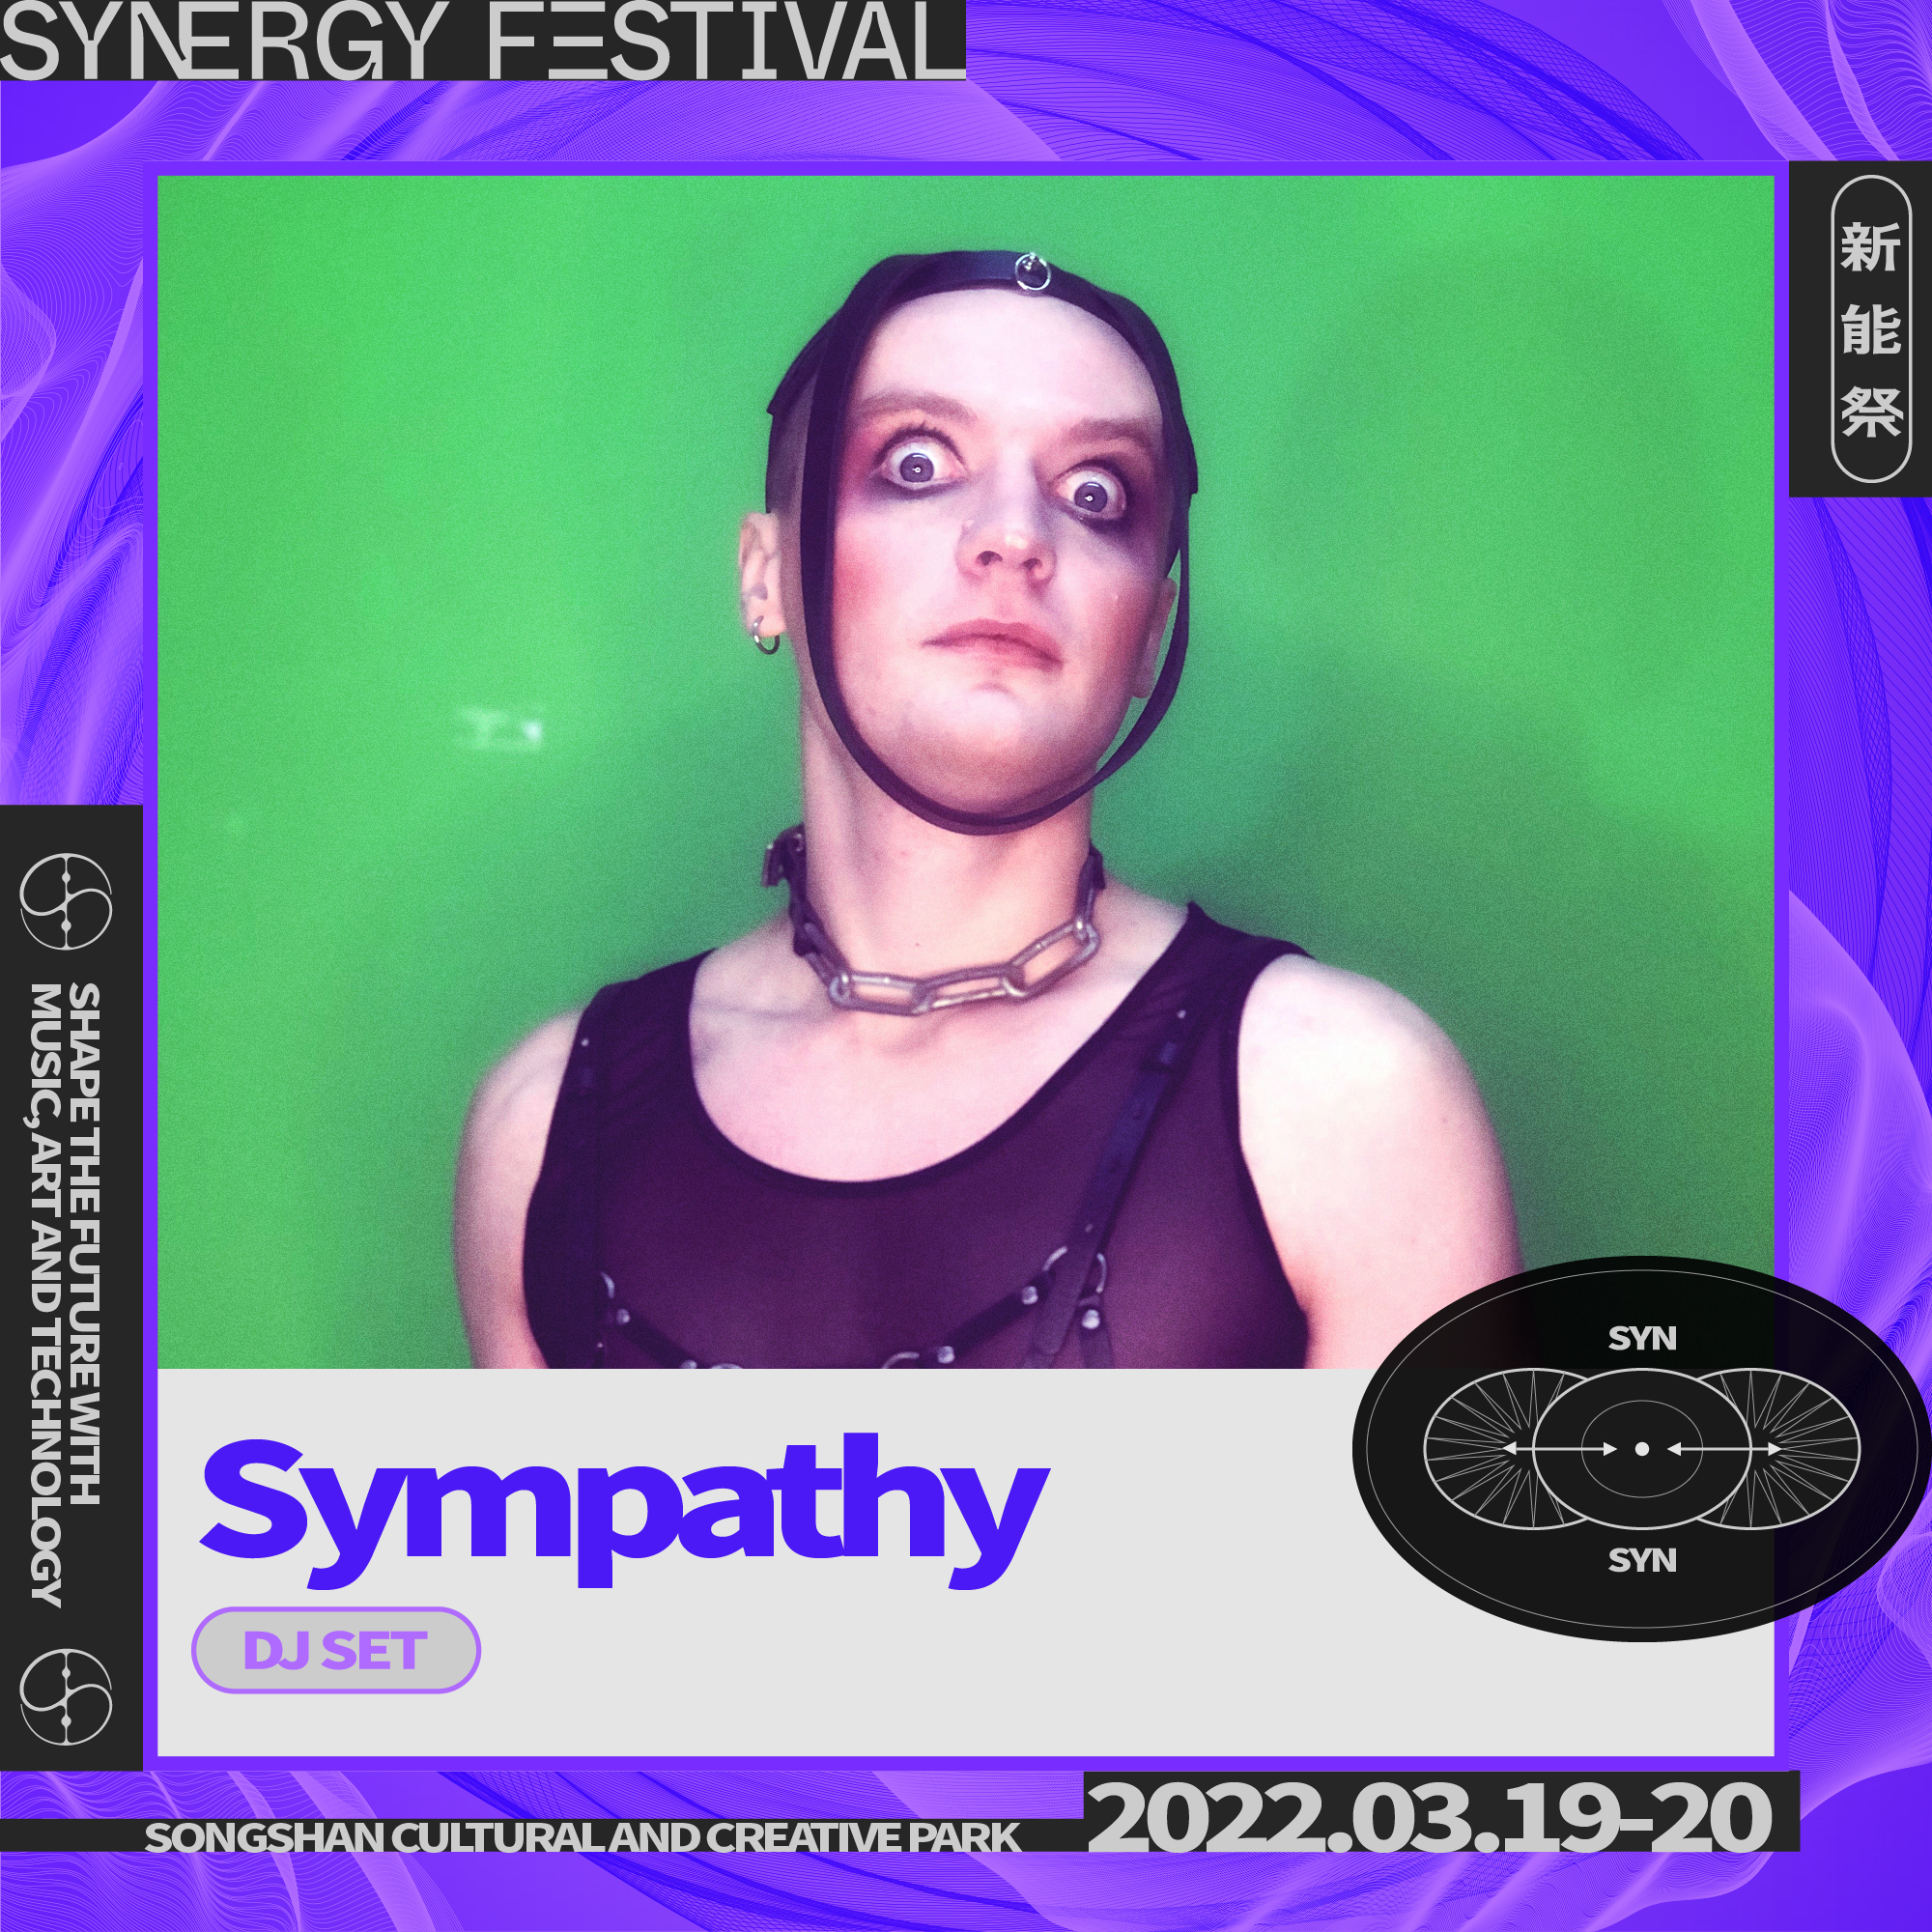 SYNERGY FESTIVAL
新能祭
SHAPE THE FUTURE WITH
MUSIC, ART AND TECHNOLOGY
SYN
SYN
Sympathy
DJ SET
SONGSHAN CULTURAL AND CREATIVE PARK
2022.03.19-20